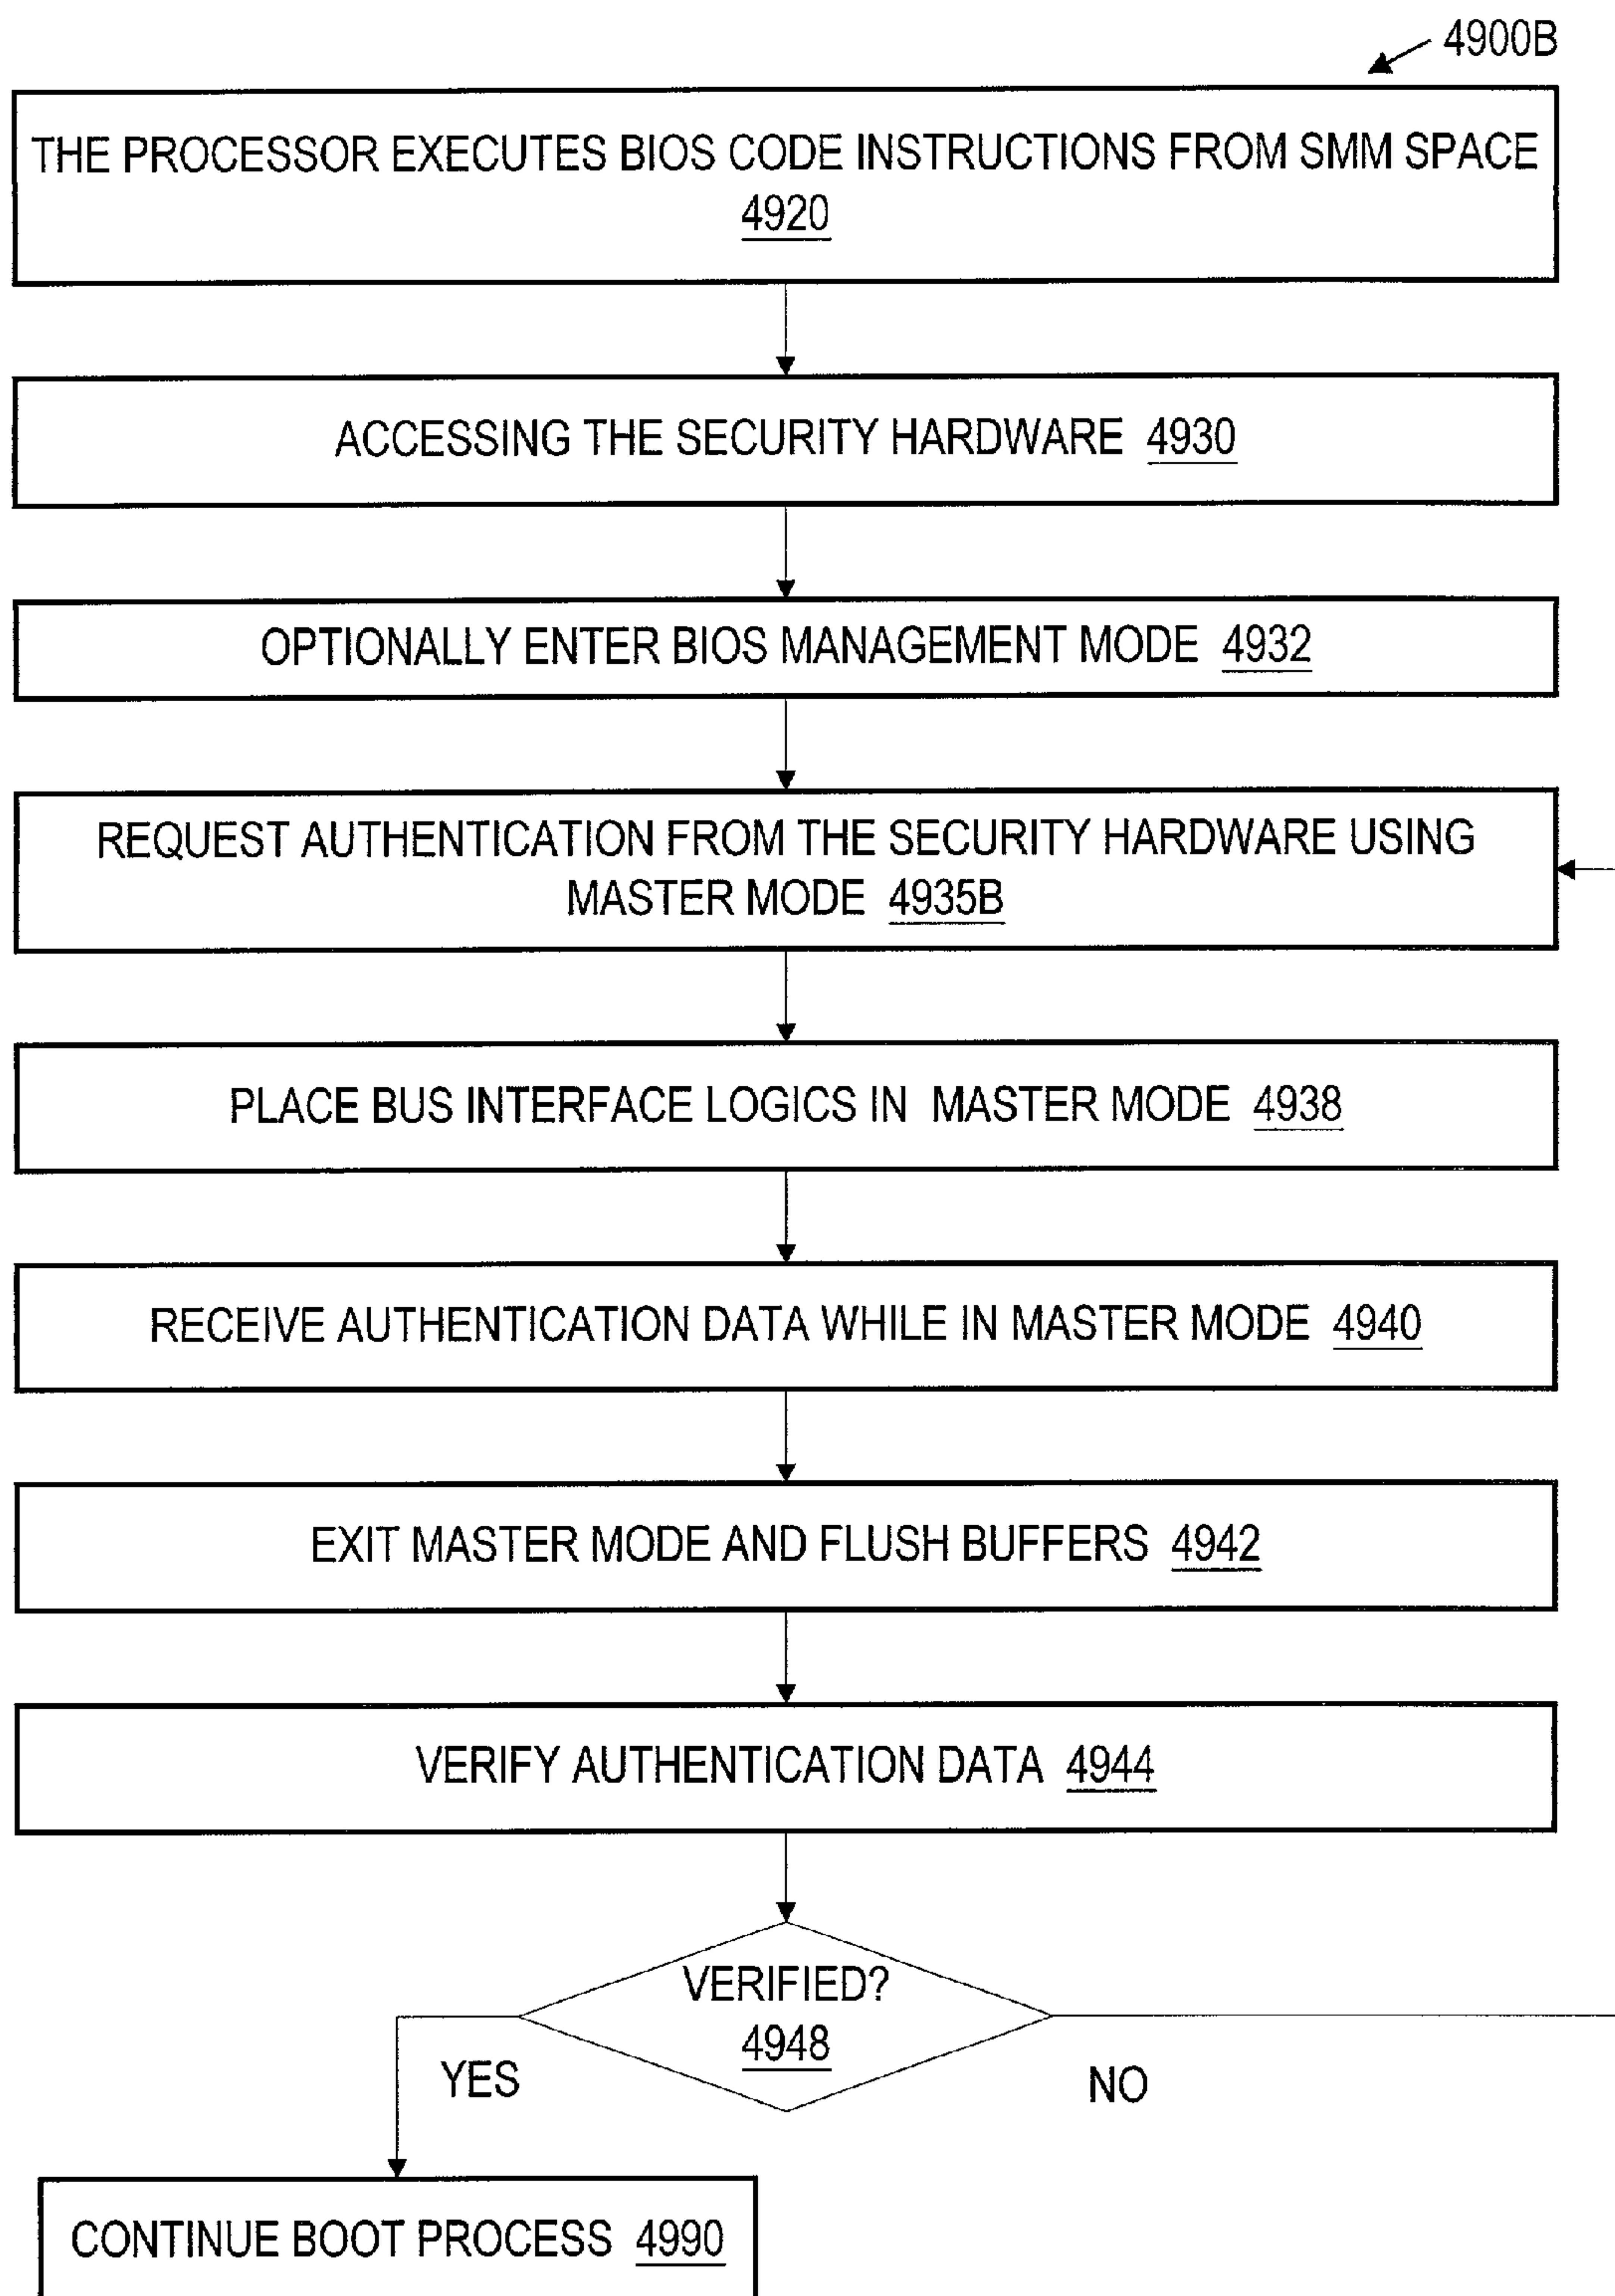 4900B
THE PROCESSOR EXECUTES BIOS CODE INSTRUCTIONS FROM SMM SPACE
4920
ACCESSING THE SECURITY HARDWARE 4930
OPTIONALLY ENTER BIOS MANAGEMENT MODE 4932
REQUEST AUTHENTICATION FROM THE SECURITY HARDWARE USING
MASTER MODE 4935B
PLACE BUS INTERFACE LOGICS IN MASTER MODE 4938
RECEIVE AUTHENTICATION DATA WHILE IN MASTER MODE 4940
EXIT MASTER MODE AND FLUSH BUFFERS 4942
VERIFY AUTHENTICATION DATA 4944
VERIFIED?
4948
YES
NO
CONTINUE BOOT PROCESS 4990